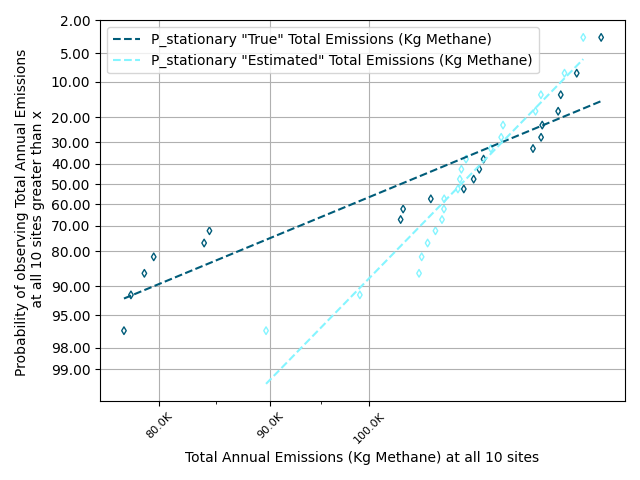 P_stationary "True" Total Emissions (Kg Methane)
P_stationary "Estimated" Total Emissions (Kg Methane)
Probability of observing Total Annual Emissions
at all 10 sites greater than x
2.00
5.00
10.00
20.00
30.00
40.00
50.00
60.00
70.00
80.00
90.00
95.00
98.00
99.00
80.0K
90.0K
100.0K
Total Annual Emissions (Kg Methane) at all 10 sites